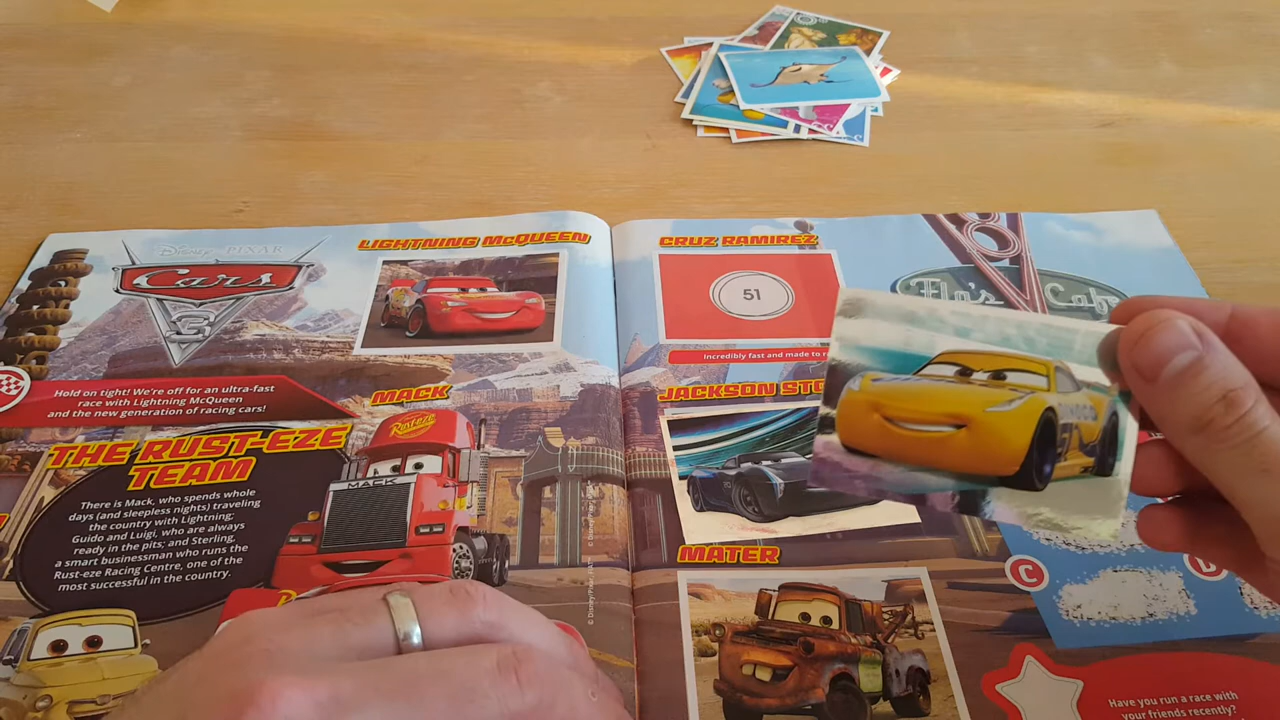 DISNEY PIXAR
Cars
3
LIGHTNING McQUEEN
Hold on tight! We're off for an ultra-fast
race with Lightning McQueen
and the new generation of racing cars!
MACK
THE RUST-EZE
TEAM
There is Mack, who spends whole
days (and sleepless nights) traveling
the country with Lightning;
Guido and Luigi, who are always
ready in the pits; and Sterling,
a smart businessman who runs the
Rust-eze Racing Centre, one of the
most successful in the country.
Rust-eze
MACK
CRUZ RAMIREZ
51
Incredibly fast and made to
JACKSON
MATER
Flo's
V8
Cafe
DINOCO
C
D
Have you run a race with
your friends recently?
© Disney/Pixar